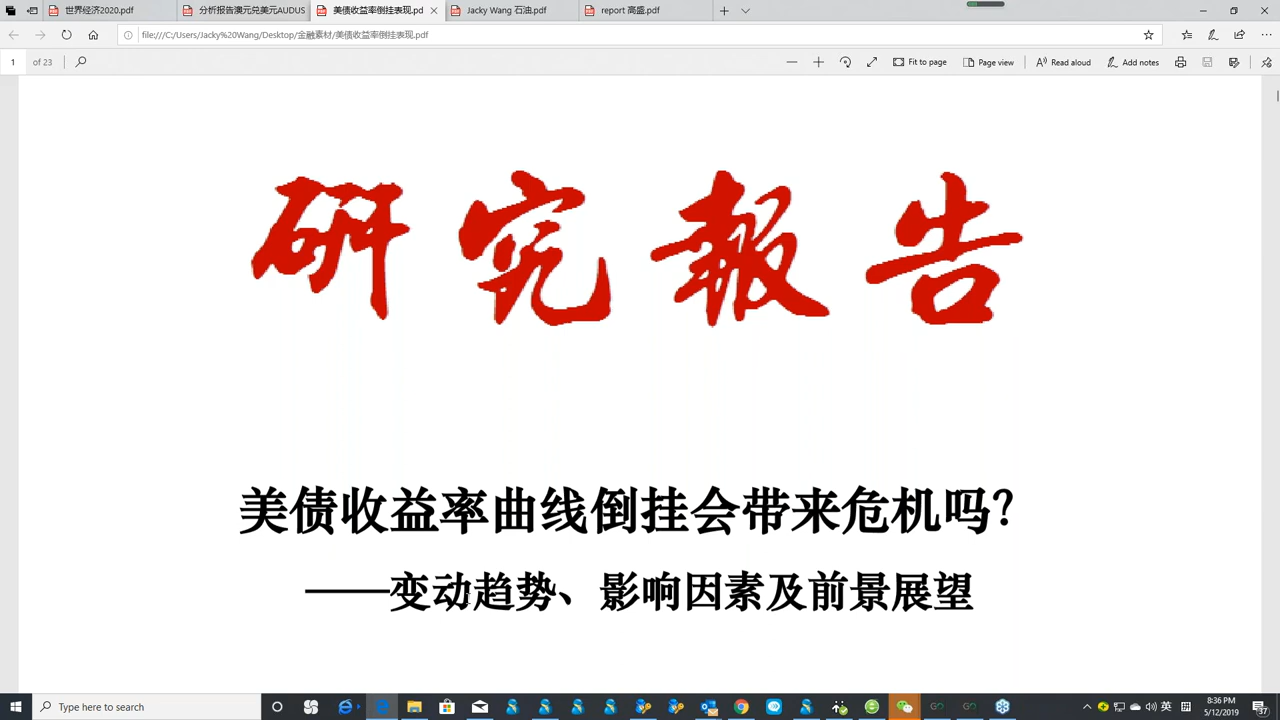 世界经济2020.pdf
分析报告澳元兑美元AUDUS
美债收益率倒挂表现.pd
Jacky Wang 石油.pdf
report 高盛.pdf
file:///C:/Users/Jacky%20Wang/Desktop/金融素材/美债收益率倒挂表现.pdf
1 of 23
Fit to page
Page view
Read aloud
Add notes
研究報告
美债收益率曲线倒挂会带来危机吗?
——变动趋势、影响因素及前景展望
Type here to search
英
8:36 PM
5/12/2019